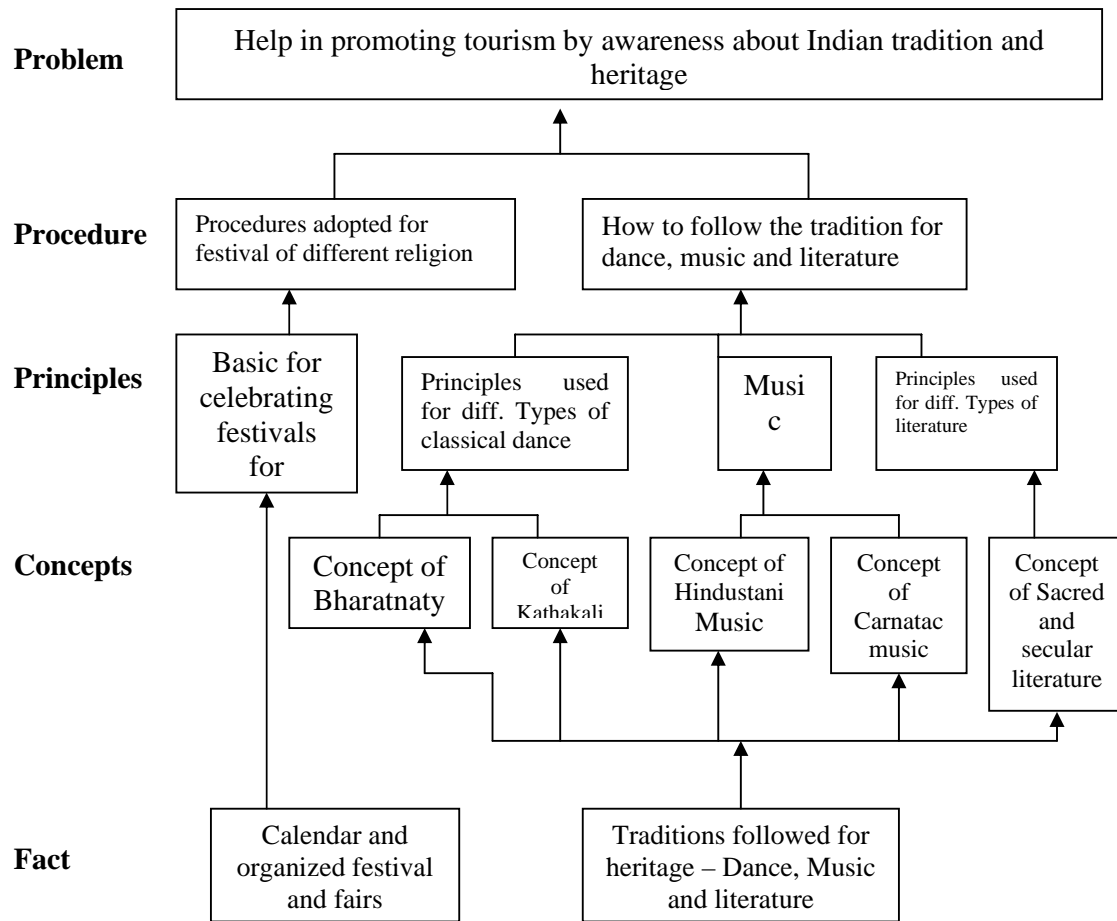 Problem
Help in promoting tourism by awareness about Indian tradition and
heritage
Procedure
Procedures adopted for
festival of different religion
How to follow the tradition for
dance, music and literature
Principles
Basic for
celebrating
festivals
for
Principles used
for diff. Types of
classical dance
Musi
c
Principles used
for diff. Types of
literature
Concepts
Concept of
Bharatnaty
Concept
of
Kathakali
Concept of
Hindustani
Music
Concept
of
Carnatac
music
Concept
of Sacred
and
secular
literature
Fact
Calendar and
organized festival
and fairs
Traditions followed for
heritage – Dance, Music
and literature